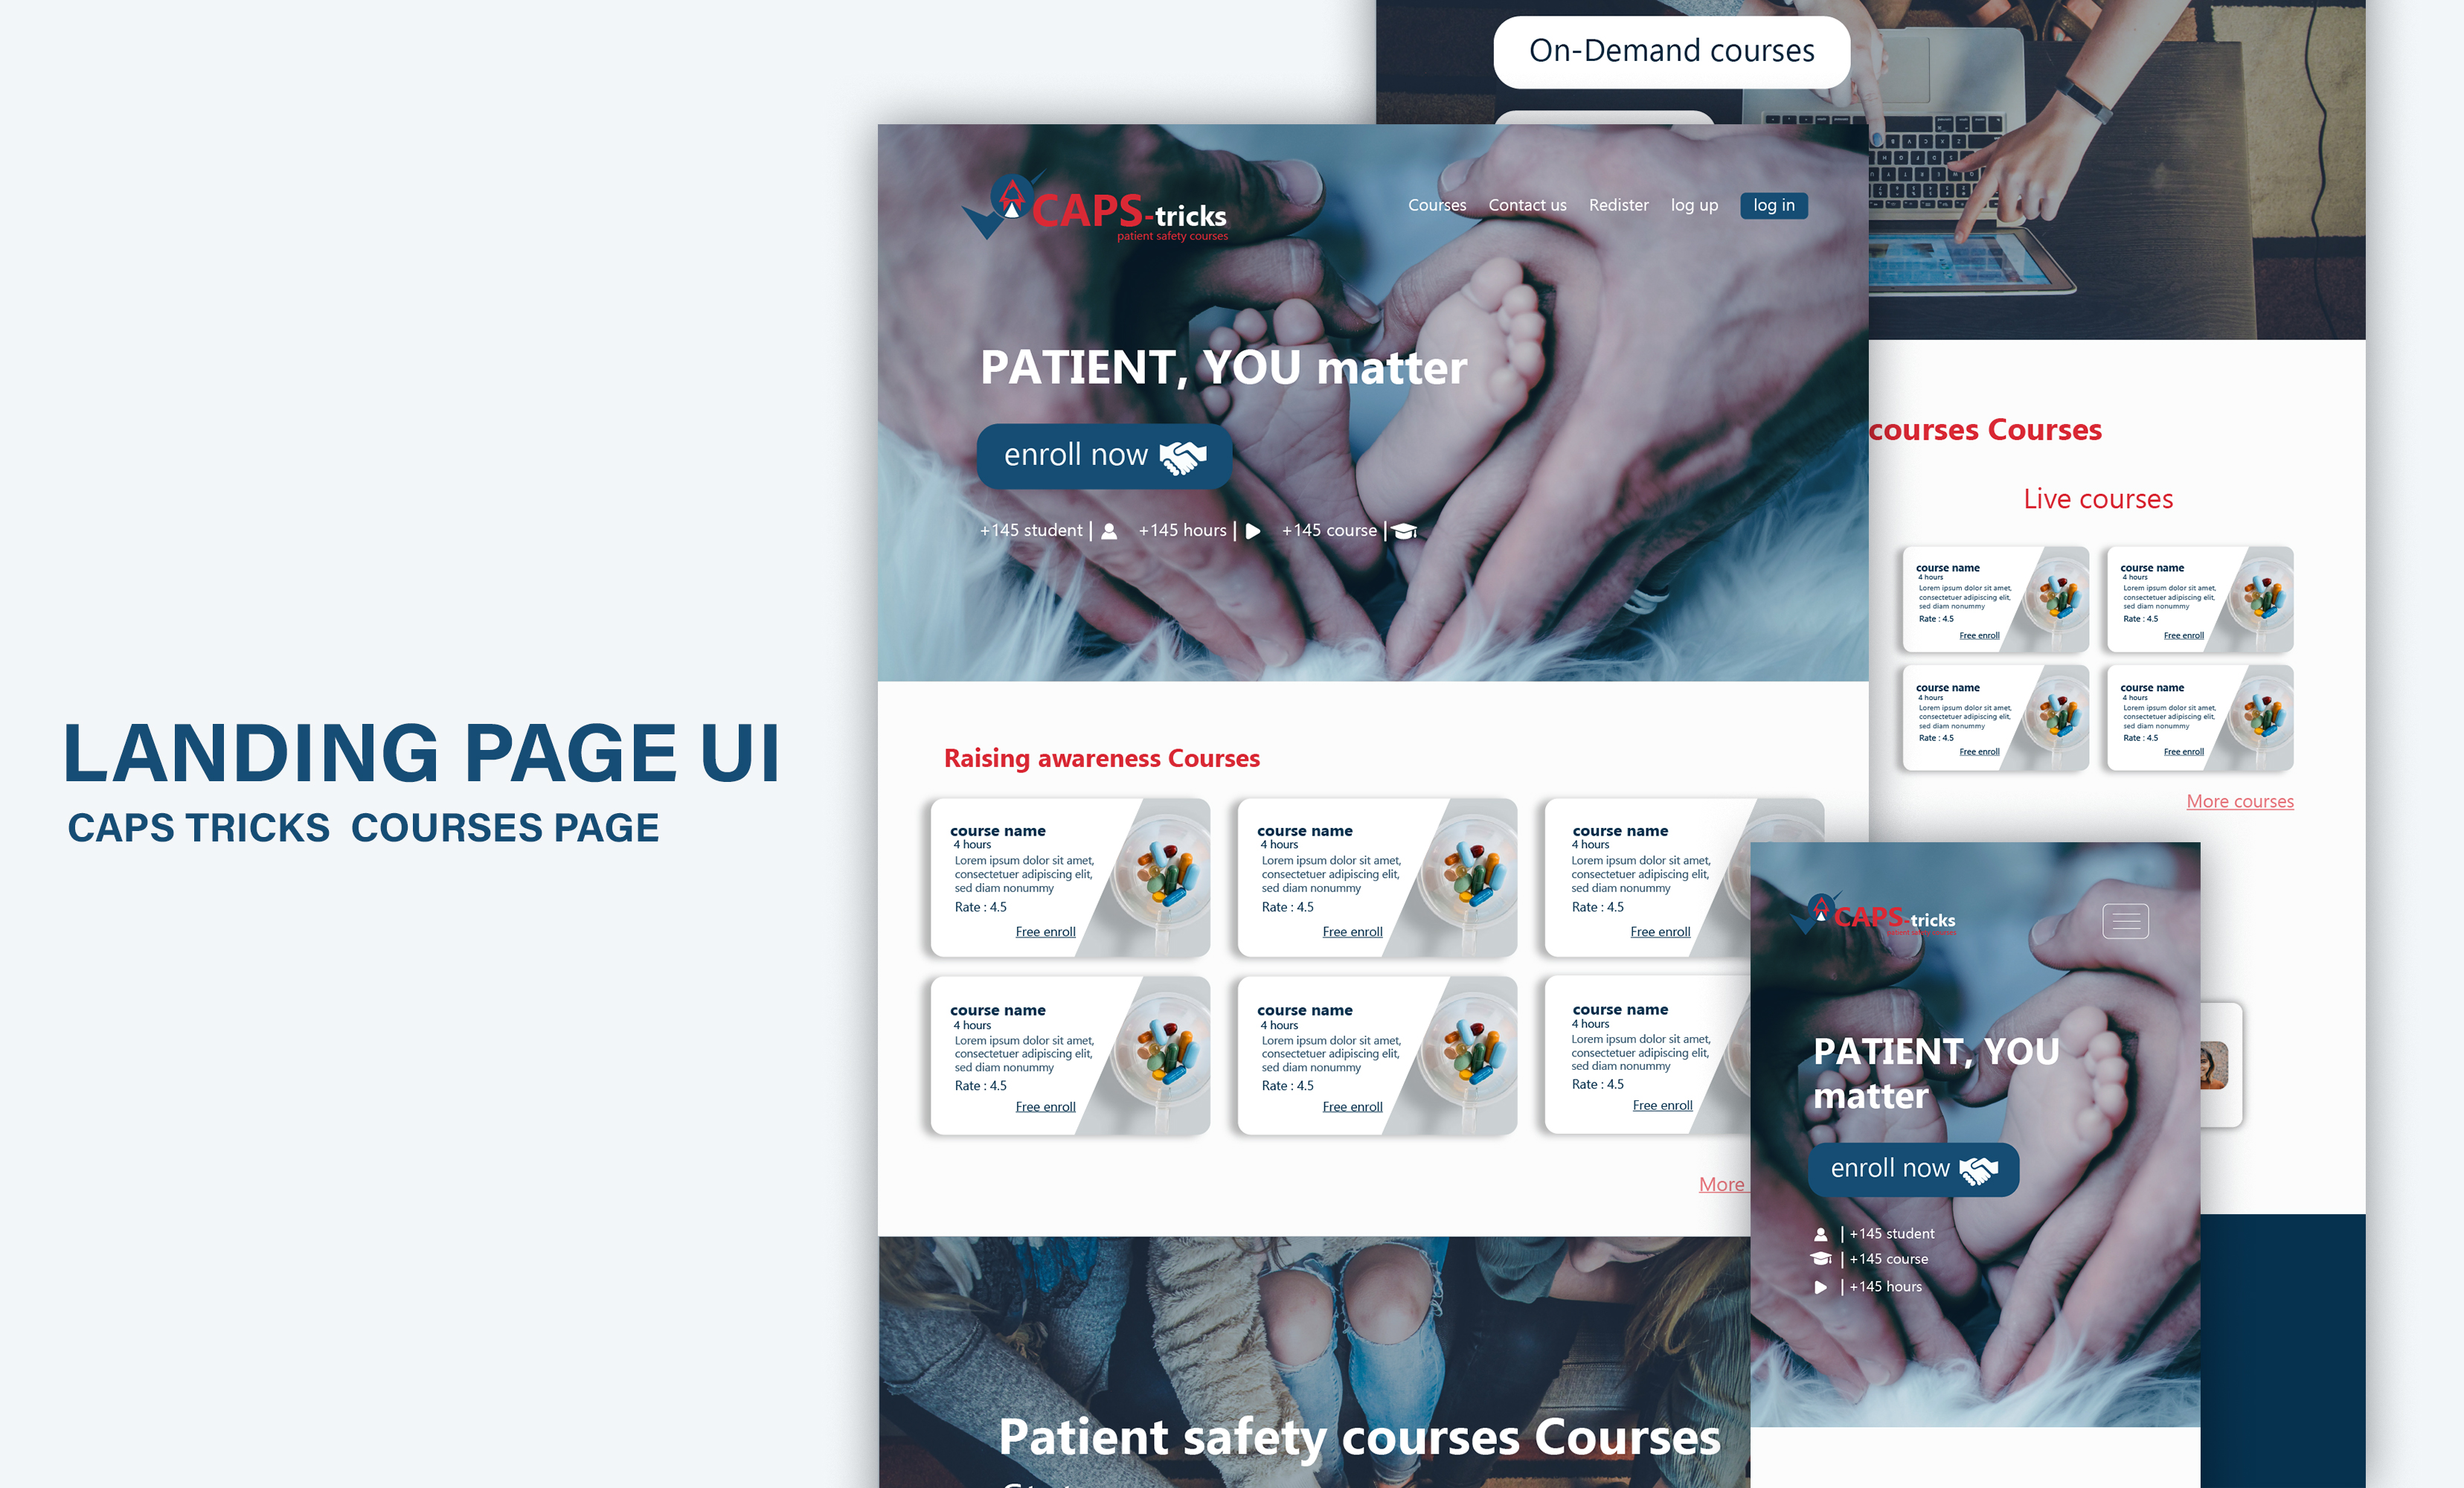 LANDING PAGE UI
CAPS TRICKS COURSES PAGE
On-Demand courses
CAPS-tricks
patient safety courses
Courses
Contact us
Redister
log up
log in
PATIENT, YOU matter
enroll now
+145 student |
+145 hours |
+145 course |
Raising awareness Courses
course name
4 hours
Lorem ipsum dolor sit amet,
consectetuer adipiscing elit,
sed diam nonummy
Rate : 4.5
Free enroll
course name
4 hours
Lorem ipsum dolor sit amet,
consectetuer adipiscing elit,
sed diam nonummy
Rate : 4.5
Free enroll
course name
4 hours
Lorem ipsum dolor sit amet,
consectetuer adipiscing elit,
sed diam nonummy
Rate : 4.5
Free enroll
course name
4 hours
Lorem ipsum dolor sit amet,
consectetuer adipiscing elit,
sed diam nonummy
Rate : 4.5
Free enroll
course name
4 hours
Lorem ipsum dolor sit amet,
consectetuer adipiscing elit,
sed diam nonummy
Rate : 4.5
Free enroll
course name
4 hours
Lorem ipsum dolor sit amet,
consectetuer adipiscing elit,
sed diam nonummy
Rate : 4.5
Free enroll
More
Patient safety courses Courses
courses Courses
Live courses
course name
4 hours
Lorem ipsum dolor sit amet,
consectetuer adipiscing elit,
sed diam nonummy
Rate : 4.5
Free enroll
course name
4 hours
Lorem ipsum dolor sit amet,
consectetuer adipiscing elit,
sed diam nonummy
Rate : 4.5
Free enroll
course name
4 hours
Lorem ipsum dolor sit amet,
consectetuer adipiscing elit,
sed diam nonummy
Rate : 4.5
Free enroll
course name
4 hours
Lorem ipsum dolor sit amet,
consectetuer adipiscing elit,
sed diam nonummy
Rate : 4.5
Free enroll
More courses
CAPS-tricks
patient safety courses
PATIENT, YOU
matter
enroll now
| +145 student
| +145 course
| +145 hours